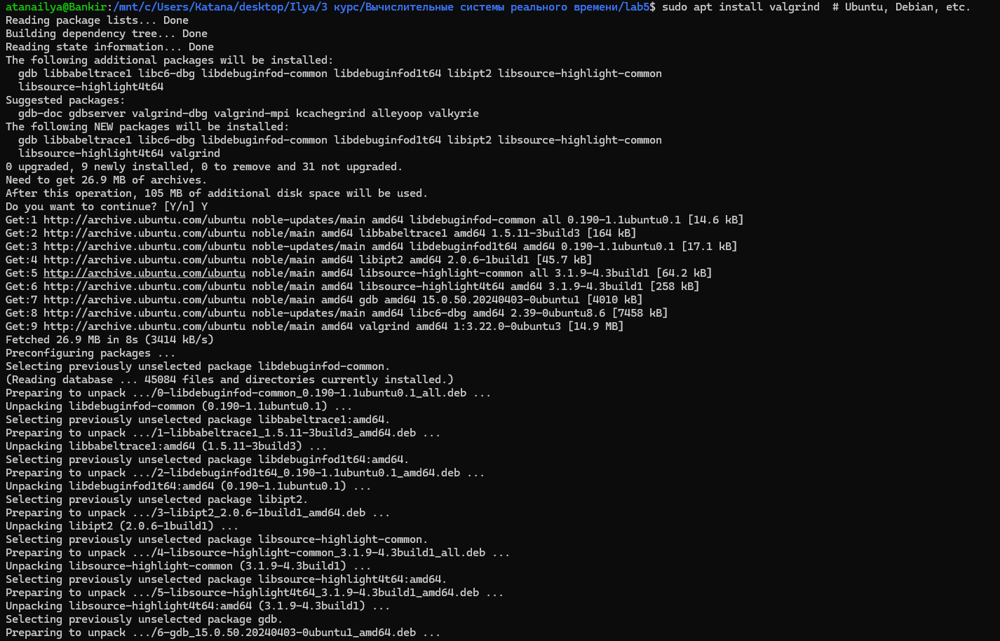 atanailya@Bankir:/mnt/c/Users/Katana/desktop/Ilya/3 курс/Вычислительные системы реального времени/lab5$ sudo apt install valgrind  # Ubuntu, Debian, etc.
Reading package lists... Done
Building dependency tree... Done
Reading state information... Done
The following additional packages will be installed:
  gdb libbabeltrace1 libc6-dbg libdebuginfod-common libdebuginfod1t64 libipt2 libsource-highlight-common
  libsource-highlight4t64
Suggested packages:
  gdb-doc gdbserver valgrind-dbg valgrind-mpi kcachegrind alleyoop valkyrie
The following NEW packages will be installed:
  gdb libbabeltrace1 libc6-dbg libdebuginfod-common libdebuginfod1t64 libipt2 libsource-highlight-common
  libsource-highlight4t64 valgrind
0 upgraded, 9 newly installed, 0 to remove and 31 not upgraded.
Need to get 26.9 MB of archives.
After this operation, 105 MB of additional disk space will be used.
Do you want to continue? [Y/n] Y
Get:1 http://archive.ubuntu.com/ubuntu noble-updates/main amd64 libdebuginfod-common all 0.190-1.1ubuntu0.1 [14.6 kB]
Get:2 http://archive.ubuntu.com/ubuntu noble/main amd64 libbabeltrace1 amd64 1.5.11-3build3 [164 kB]
Get:3 http://archive.ubuntu.com/ubuntu noble-updates/main amd64 libdebuginfod1t64 amd64 0.190-1.1ubuntu0.1 [17.1 kB]
Get:4 http://archive.ubuntu.com/ubuntu noble/main amd64 libipt2 amd64 2.0.6-1build1 [45.7 kB]
Get:5 http://archive.ubuntu.com/ubuntu noble/main amd64 libsource-highlight-common all 3.1.9-4.3build1 [64.2 kB]
Get:6 http://archive.ubuntu.com/ubuntu noble/main amd64 libsource-highlight4t64 amd64 3.1.9-4.3build1 [258 kB]
Get:7 http://archive.ubuntu.com/ubuntu noble/main amd64 gdb amd64 15.0.50.20240403-0ubuntu1 [4010 kB]
Get:8 http://archive.ubuntu.com/ubuntu noble-updates/main amd64 libc6-dbg amd64 2.39-0ubuntu8.6 [7458 kB]
Get:9 http://archive.ubuntu.com/ubuntu noble/main amd64 valgrind amd64 1:3.22.0-0ubuntu3 [14.9 MB]
Fetched 26.9 MB in 8s (3414 kB/s)
Preconfiguring packages ...
Selecting previously unselected package libdebuginfod-common.
(Reading database ... 45084 files and directories currently installed.)
Preparing to unpack .../0-libdebuginfod-common_0.190-1.1ubuntu0.1_all.deb ...
Unpacking libdebuginfod-common (0.190-1.1ubuntu0.1) ...
Selecting previously unselected package libbabeltrace1:amd64.
Preparing to unpack .../1-libbabeltrace1_1.5.11-3build3_amd64.deb ...
Unpacking libbabeltrace1:amd64 (1.5.11-3build3) ...
Selecting previously unselected package libdebuginfod1t64:amd64.
Preparing to unpack .../2-libdebuginfod1t64_0.190-1.1ubuntu0.1_amd64.deb ...
Unpacking libdebuginfod1t64:amd64 (0.190-1.1ubuntu0.1) ...
Selecting previously unselected package libipt2.
Preparing to unpack .../3-libipt2_2.0.6-1build1_amd64.deb ...
Unpacking libipt2 (2.0.6-1build1) ...
Selecting previously unselected package libsource-highlight-common.
Preparing to unpack .../4-libsource-highlight-common_3.1.9-4.3build1_all.deb ...
Unpacking libsource-highlight-common (3.1.9-4.3build1) ...
Selecting previously unselected package libsource-highlight4t64:amd64.
Preparing to unpack .../5-libsource-highlight4t64_3.1.9-4.3build1_amd64.deb ...
Unpacking libsource-highlight4t64:amd64 (3.1.9-4.3build1) ...
Selecting previously unselected package gdb.
Preparing to unpack .../6-gdb_15.0.50.20240403-0ubuntu1_amd64.deb ...